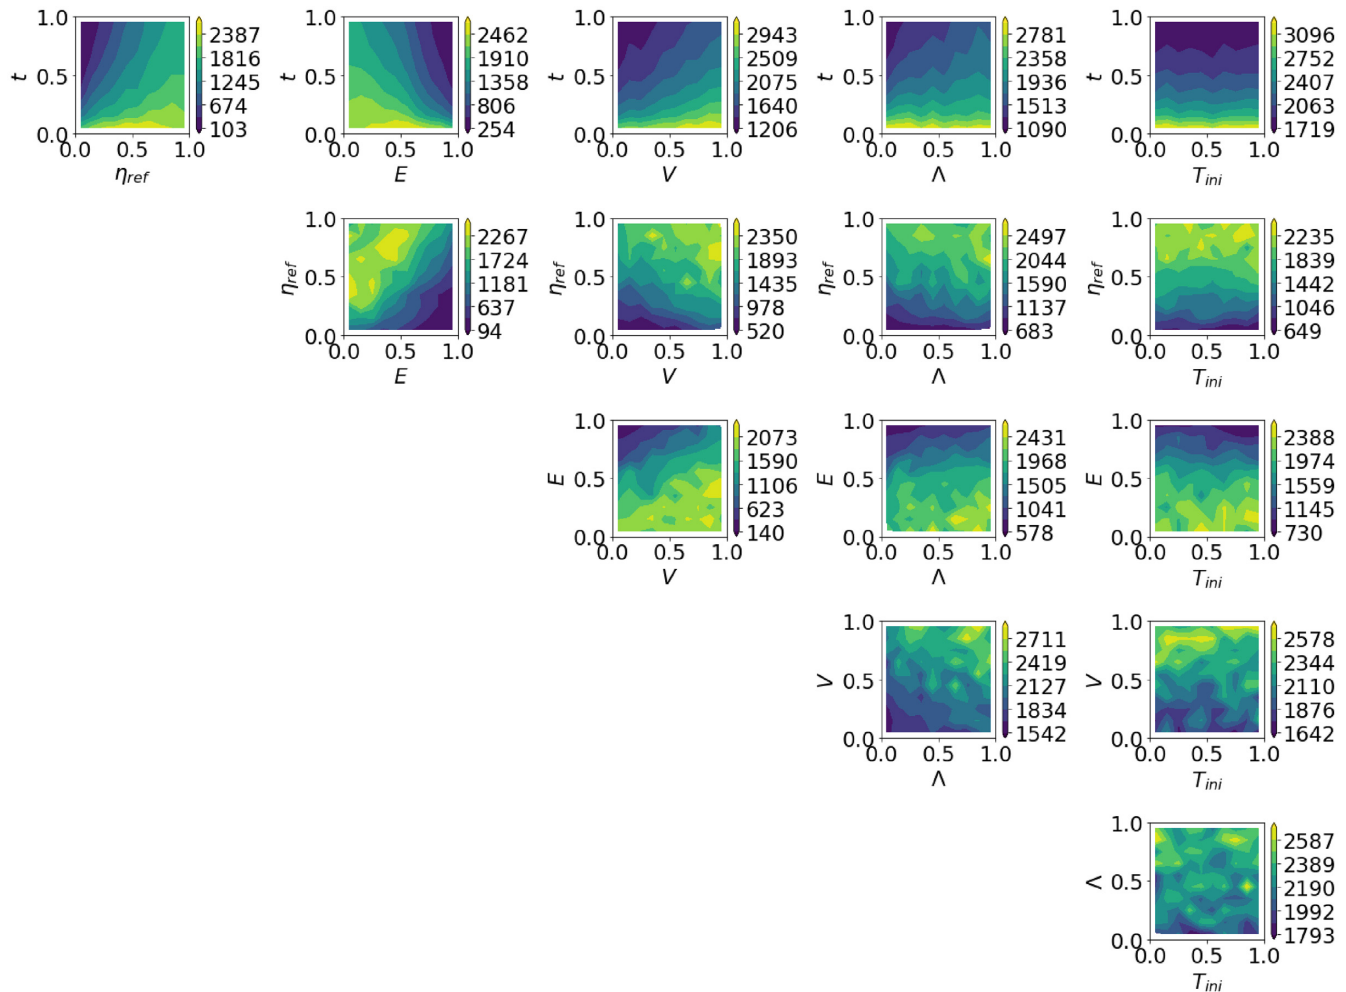 1.0 0.5 0.0 t 0.0 0.5 1.0 η_ref 2387 1816 1245 674 103
1.0 0.5 0.0 t 0.0 0.5 1.0 E 2462 1910 1358 806 254
1.0 0.5 0.0 t 0.0 0.5 1.0 V 2943 2509 2075 1640 1206
1.0 0.5 0.0 t 0.0 0.5 1.0 Λ 2781 2358 1936 1513 1090
1.0 0.5 0.0 t 0.0 0.5 1.0 T_ini 3096 2752 2407 2063 1719
1.0 0.5 0.0 η_ref 0.0 0.5 1.0 E 2267 1724 1181 637 94
1.0 0.5 0.0 η_ref 0.0 0.5 1.0 V 2350 1893 1435 978 520
1.0 0.5 0.0 η_ref 0.0 0.5 1.0 Λ 2497 2044 1590 1137 683
1.0 0.5 0.0 η_ref 0.0 0.5 1.0 T_ini 2235 1839 1442 1046 649
1.0 0.5 0.0 E 0.0 0.5 1.0 V 2073 1590 1106 623 140
1.0 0.5 0.0 E 0.0 0.5 1.0 Λ 2431 1968 1505 1041 578
1.0 0.5 0.0 E 0.0 0.5 1.0 T_ini 2388 1974 1559 1145 730
1.0 0.5 0.0 V 0.0 0.5 1.0 Λ 2711 2419 2127 1834 1542
1.0 0.5 0.0 V 0.0 0.5 1.0 T_ini 2578 2344 2110 1876 1642
1.0 0.5 0.0 Λ 0.0 0.5 1.0 T_ini 2587 2389 2190 1992 1793